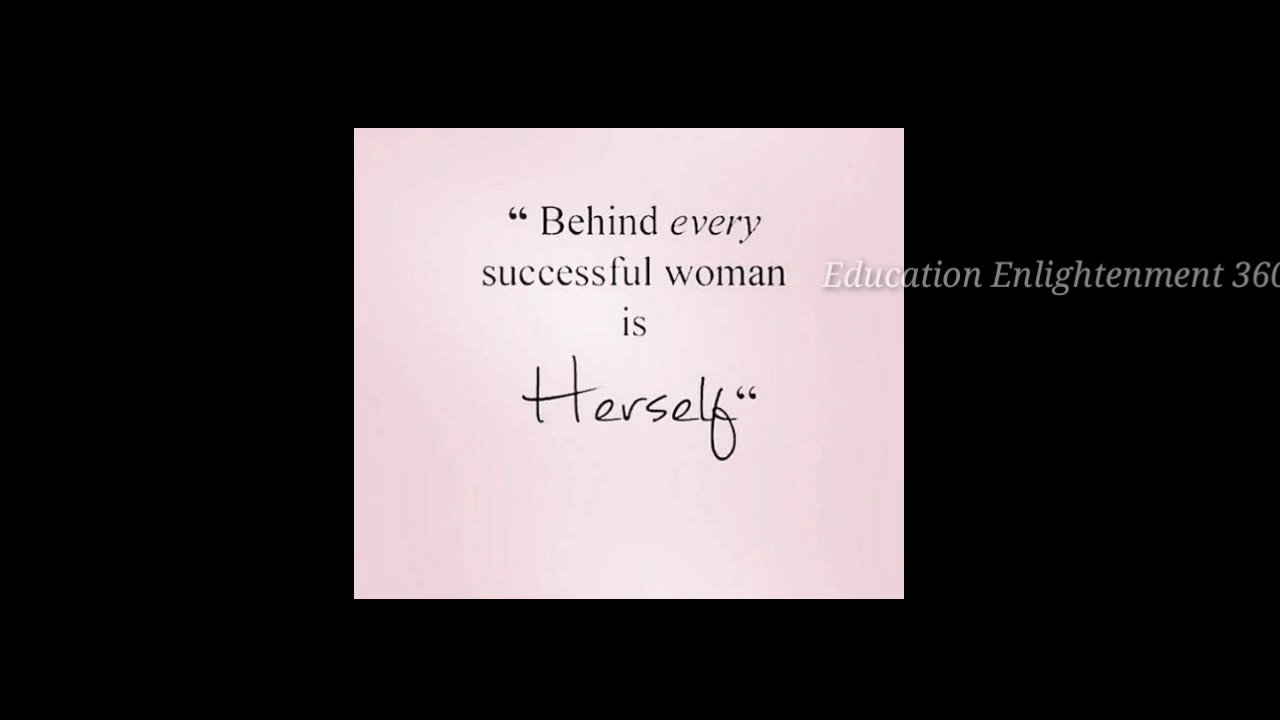 “ Behind every
successful woman
is
Herself“
Education Enlightenment 360